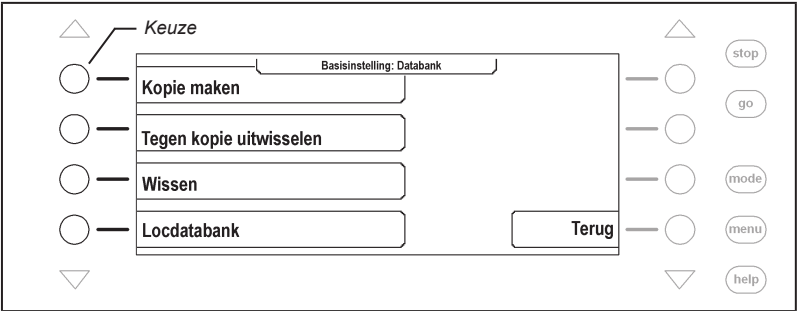 Keuze
Basisinstelling: Databank
stop
Kopie maken
go
Tegen kopie uitwisselen
Wissen
mode
Locdatabank
Terug
menu
help